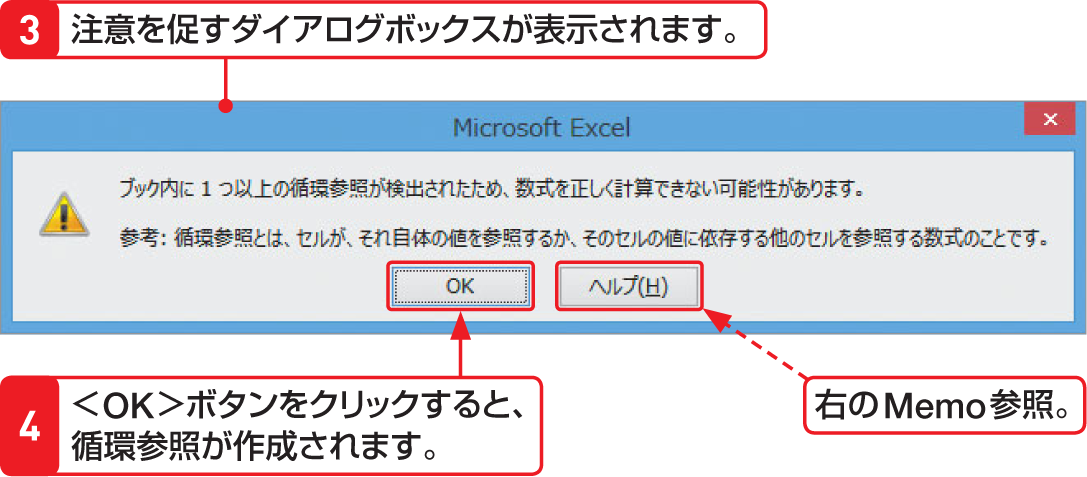 3 注意を促すダイアログボックスが表示されます。
Microsoft Excel
ブック内に 1 つ以上の循環参照が検出されたため、数式を正しく計算できない可能性があります。
参考: 循環参照とは、セルが、それ自体の値を参照するか、そのセルの値に依存する他のセルを参照する数式のことです。
OK ヘルプ(H)
4 <OK>ボタンをクリックすると、
循環参照が作成されます。
右のMemo参照。